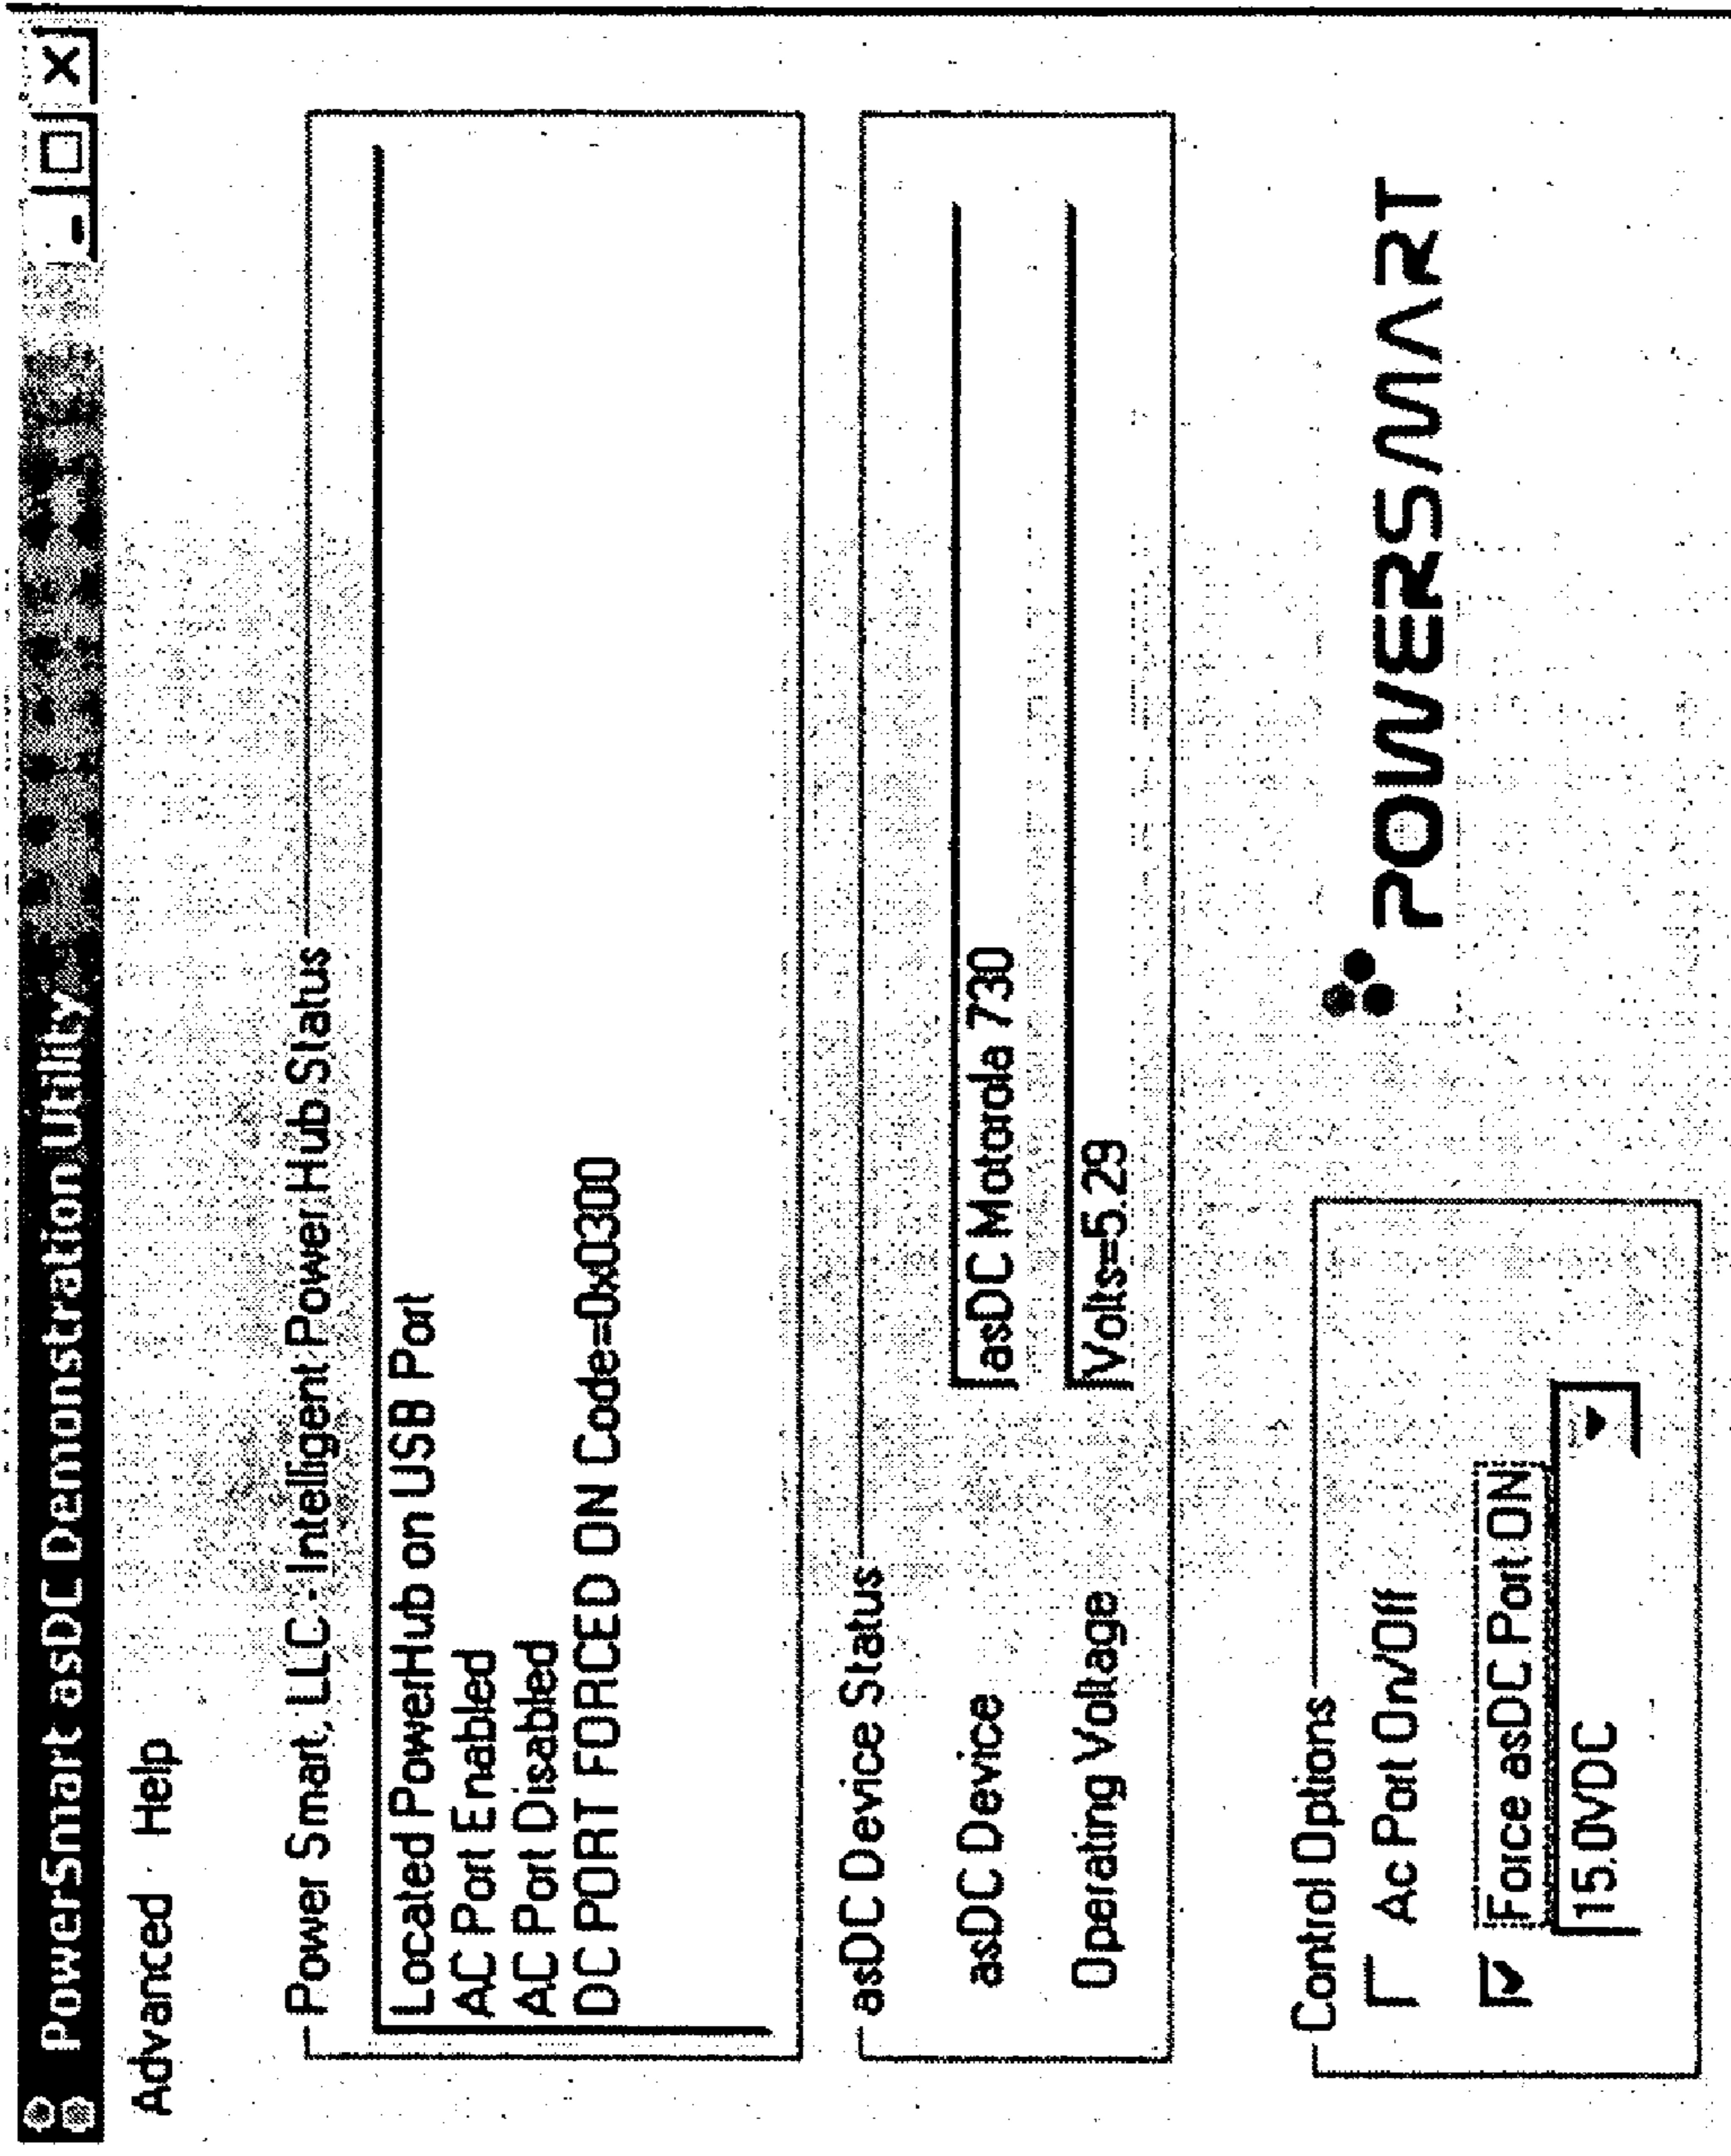 PowerSmart asDC Demonstration Utility
Advanced Help
Power Smart, LLC - Intelligent Power Hub Status
Located PowerHub on USB Port
AC Port Enabled
AC Port Disabled
DC PORT FORCED ON Code=0x0300
asDC Device Status
asDC Device
asDC Motorola 730
Operating Voltage
Volts=5.29
Control Options
Ac Port On/Off
Force asDC Port ON
15.0VDC
POWERSMART